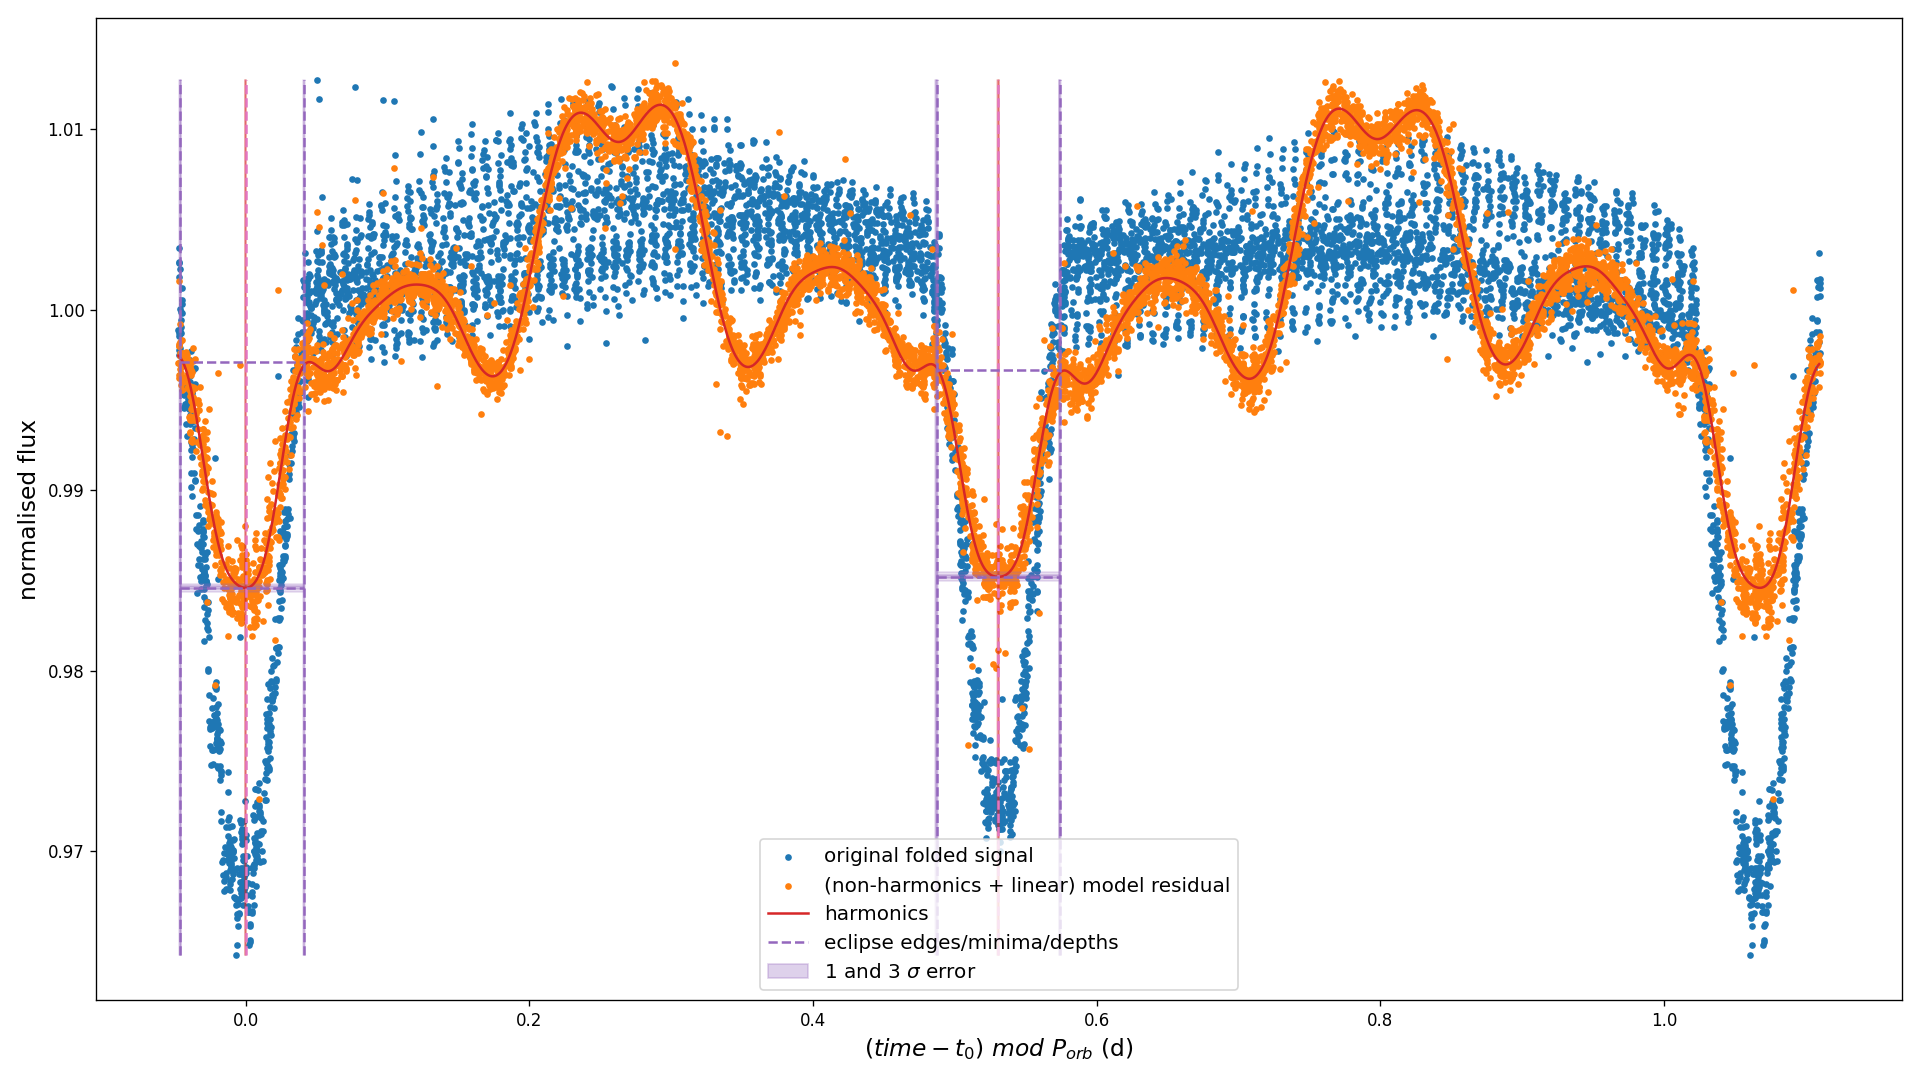 normalised flux
1.01
1.00
0.99
0.98
0.97
original folded signal
(non-harmonics + linear) model residual
harmonics
eclipse edges/minima/depths
1 and 3 σ error
0.0 0.2 0.4 0.6 0.8 1.0
(time − t₀) mod Pₒᵣb (d)